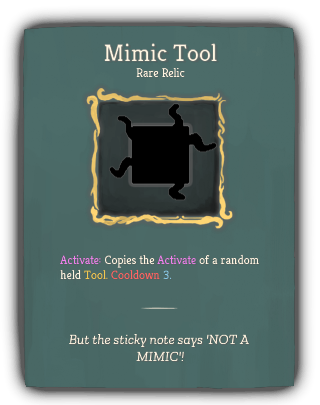 Mimic Tool
Rare Relic
Activate: Copies the Activate of a random
held Tool. Cooldown 3.
But the sticky note says 'NOT A
MIMIC'!